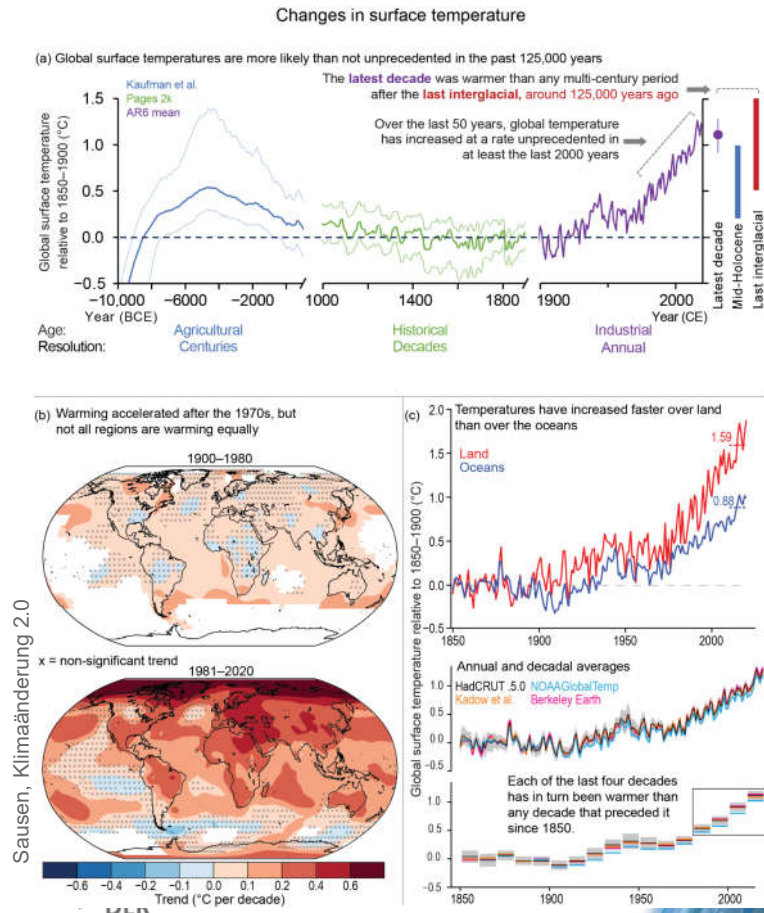 Changes in surface temperature
(a) Global surface temperatures are more likely than not unprecedented in the past 125,000 years
Kaufman et al.
Pages 2k
AR6 mean
The latest decade was warmer than any multi-century period
after the last interglacial, around 125,000 years ago
Over the last 50 years, global temperature
has increased at a rate unprecedented in
at least the last 2000 years
Global surface temperature
relative to 1850–1900 (°C)
1.5
1.0
0.5
0.0
−0.5
−10,000 −6000 −4000 −2000
1000 1400 1800
1900 2000
Year (BCE)
Year (CE)
Latest decade
Mid-Holocene
Last interglacial
Age: Agricultural Historical Industrial
Resolution: Centuries Decades Annual
(b) Warming accelerated after the 1970s, but
not all regions are warming equally
1900–1980
x = non-significant trend
1981–2020
−0.6 −0.4 −0.2 −0.1 0.0 0.1 0.2 0.4 0.6
Trend (°C per decade)
Sausen, Klimaänderung 2.0
(c) Temperatures have increased faster over land
than over the oceans
Land
Oceans
1.59
0.88
2.0
1.5
1.0
0.5
0.0
−0.5
1850 1900 1950 2000
Global surface temperature relative to 1850–1900 (°C)
Annual and decadal averages
HadCRUT .5.0 NOAAGlobalTemp
Kadow et al. Berkeley Earth
1.0
0.5
0.0
−0.5
Each of the last four decades
has in turn been warmer than
any decade that preceded it
since 1850.
1.0
0.5
0.0
−0.5
1850 1900 1950 2000